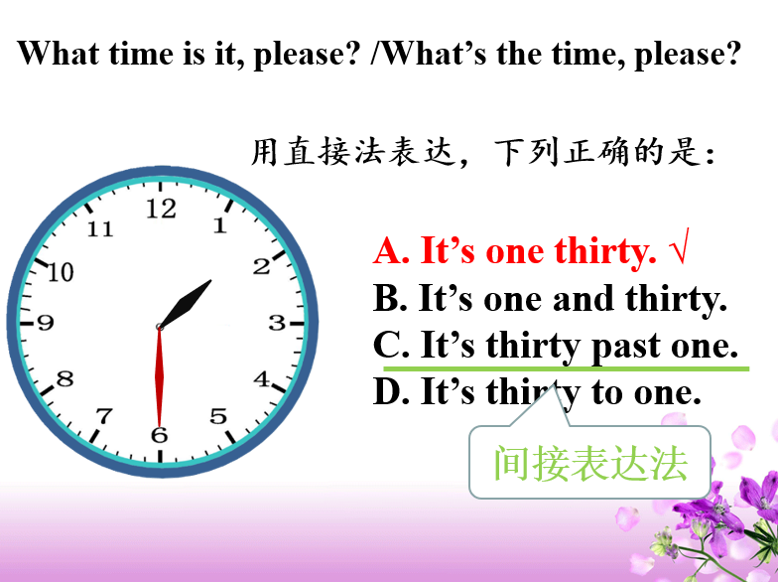 What time is it, please? /What’s the time, please?
用直接法表达，下列正确的是：
A. It’s one thirty. √
B. It’s one and thirty.
C. It’s thirty past one.
D. It’s thirty to one.
间接表达法
12
1
2
3
4
5
6
7
8
9
10
11